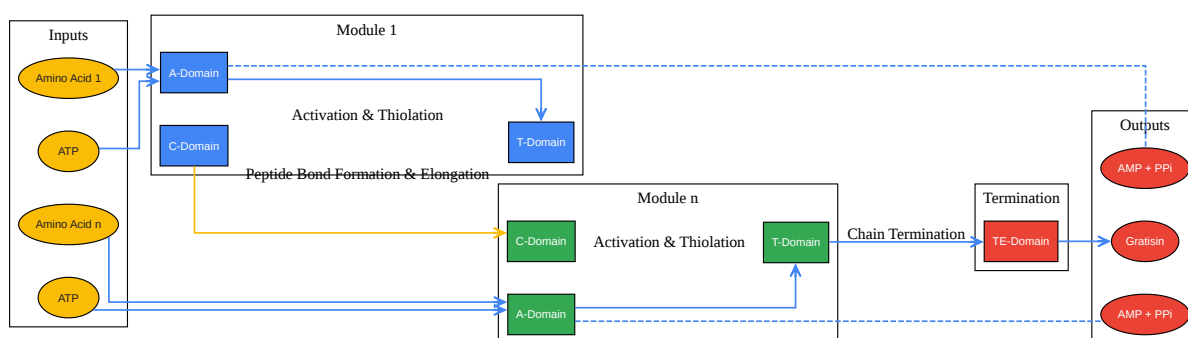 Inputs
Amino Acid 1
ATP
Amino Acid n
ATP
Module 1
A-Domain
Activation & Thiolation
C-Domain
T-Domain
Peptide Bond Formation & Elongation
Module n
C-Domain
Activation & Thiolation
T-Domain
A-Domain
Chain Termination
Termination
TE-Domain
Outputs
AMP + PPi
Gratisin
AMP + PPi